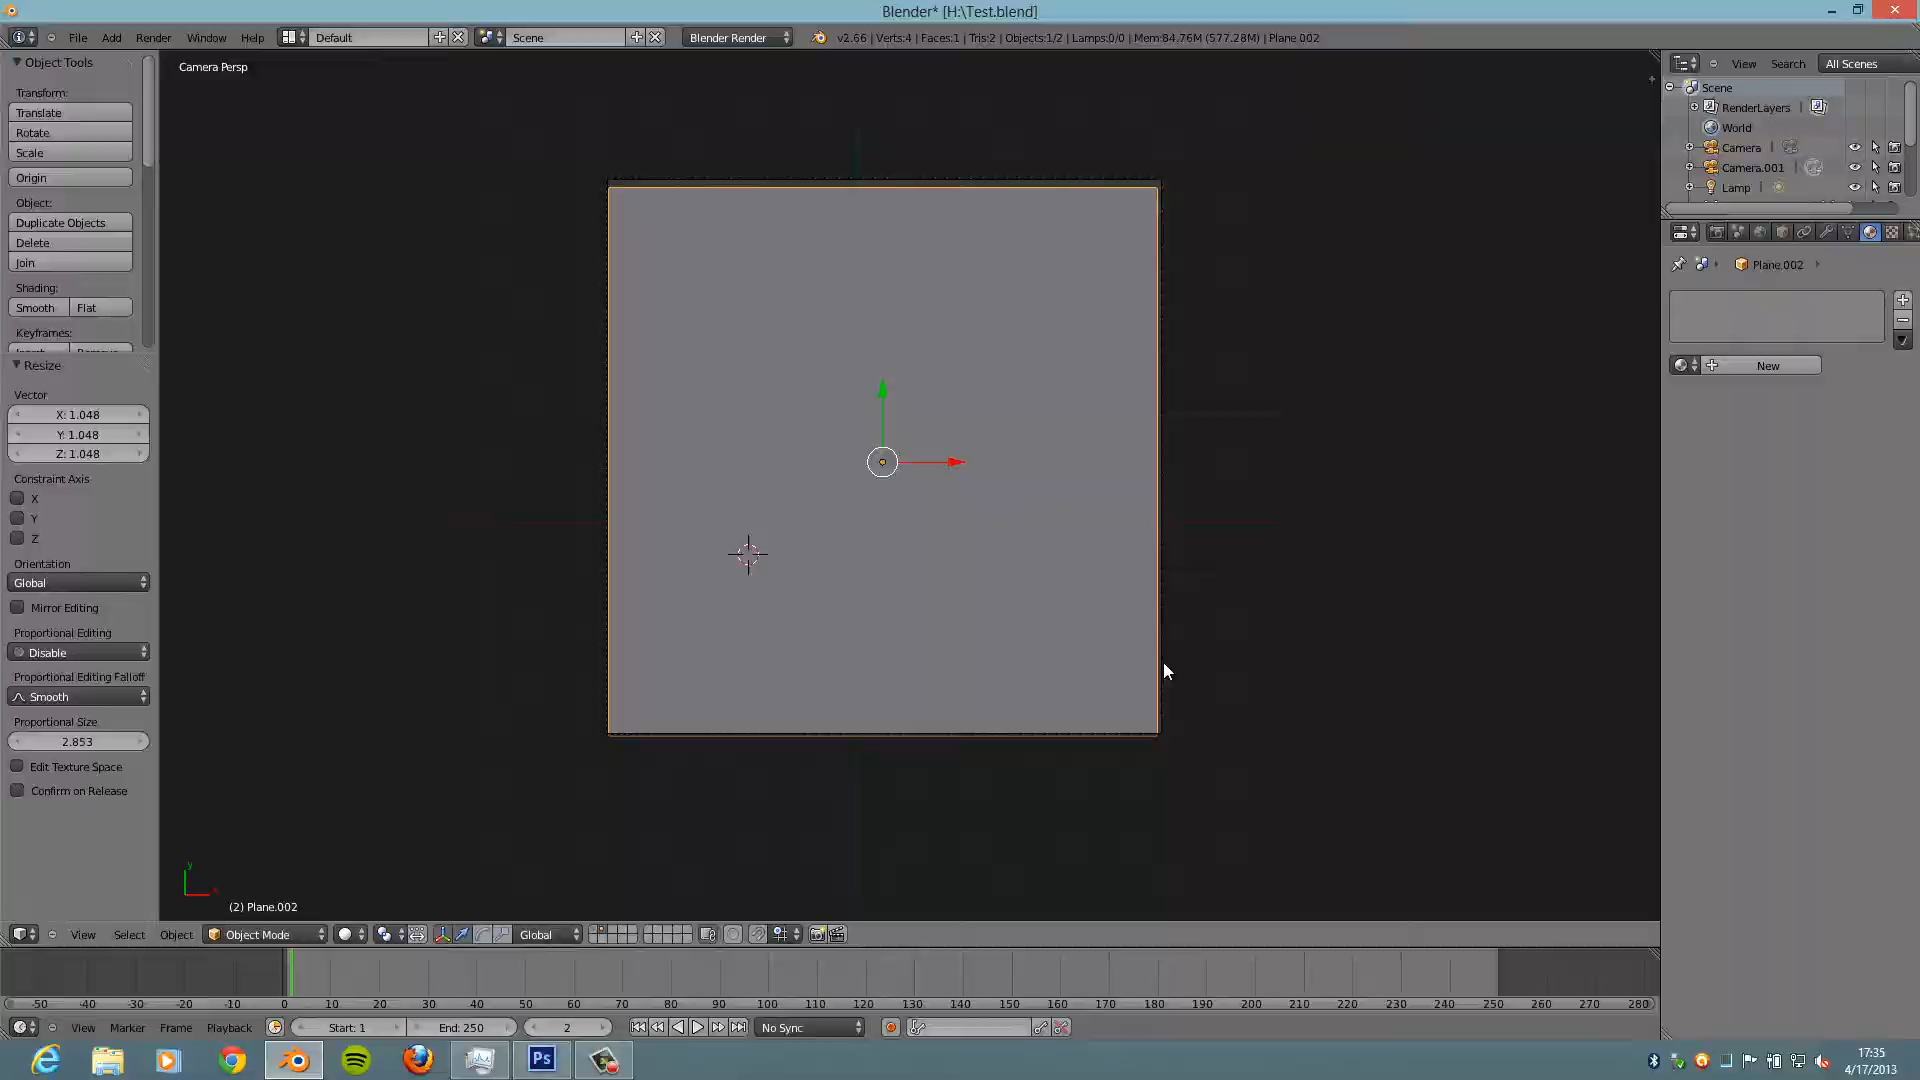 Blender* [H:\Test.blend]
File Add Render Window Help Default Scene Blender Render v2.66 | Verts:4 | Faces:1 | Tris:2 | Objects:1/2 | Lamps:0/0 | Mem:84.76M (577.28M) | Plane.002
Object Tools
Camera Persp
View Search All Scenes
Scene
RenderLayers
World
Camera
Camera.001
Lamp
Transform:
Translate
Rotate
Scale
Origin
Object:
Duplicate Objects
Delete
Join
Shading:
Smooth Flat
Keyframes:
Plane.002
New
Resize
Vector
X: 1.048
Y: 1.048
Z: 1.048
Constraint Axis
X
Y
Z
Orientation
Global
Mirror Editing
Proportional Editing
Disable
Proportional Editing Falloff
Smooth
Proportional Size
2.853
Edit Texture Space
Confirm on Release
y
(2) Plane.002
View Select Object Object Mode Global
-50 -40 -30 -20 -10 0 10 20 30 40 50 60 70 80 90 100 110 120 130 140 150 160 170 180 190 200 210 220 230 240 250 260 270 280
View Marker Frame Playback Start: 1 End: 250 2 No Sync
Ps
17:35
4/17/2013